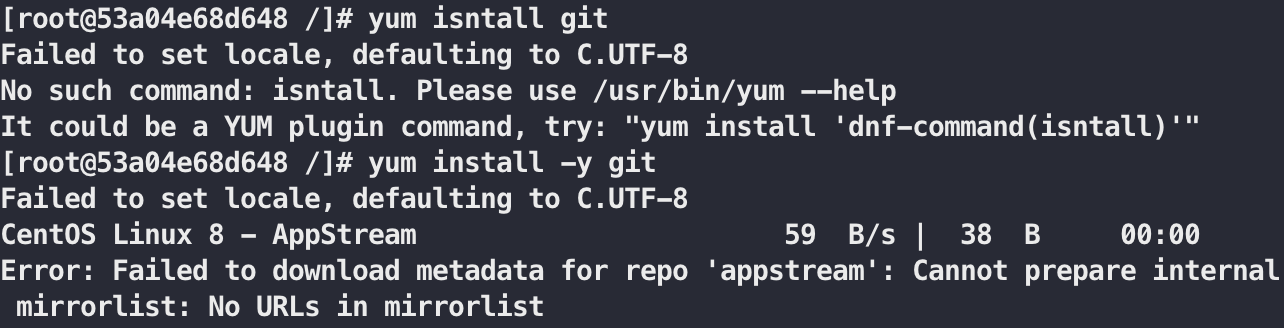 [root@53a04e68d648 /]# yum isntall git
Failed to set locale, defaulting to C.UTF-8
No such command: isntall. Please use /usr/bin/yum --help
It could be a YUM plugin command, try: "yum install 'dnf-command(isntall)'"
[root@53a04e68d648 /]# yum install -y git
Failed to set locale, defaulting to C.UTF-8
CentOS Linux 8 - AppStream                       59  B/s |  38  B     00:00
Error: Failed to download metadata for repo 'appstream': Cannot prepare internal
 mirrorlist: No URLs in mirrorlist